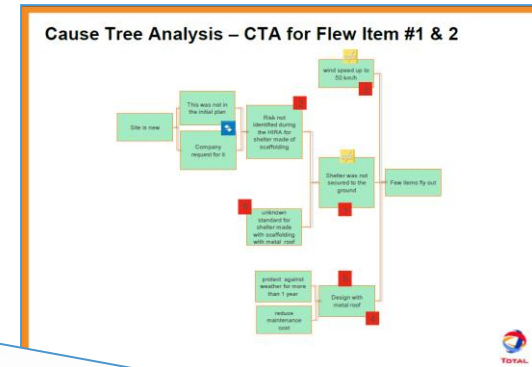 Cause Tree Analysis – CTA for Flew Item #1 & 2
wind speed up to
50 km/h
This was not in
the initial plan
Site is new
Company
request for it
Risk not
identified during
the HIRA for
shelter made of
scaffolding
Shelter was not
secured to the
ground
Few items fly out
unknown
standard for
shelter made
with scaffolding
with metal roof
protect against
weather for more
than 1 year
reduce
maintenance
cost
Design with
metal roof
TOTAL